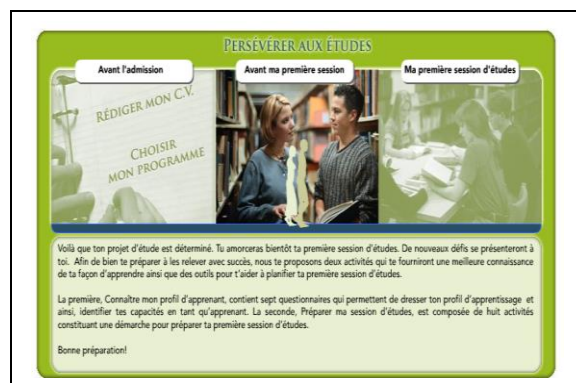 PERSÉVÉRER AUX ÉTUDES
Avant l'admission
Avant ma première session
Ma première session d'études
RÉDIGER MON C.V.
CHOISIR
MON PROGRAMME
Voilà que ton projet d'étude est déterminé. Tu amorceras bientôt ta première session d'études. De nouveaux défis se présenteront à
toi. Afin de bien te préparer à les relever avec succès, nous te proposons deux activités qui te fourniront une meilleure connaissance
de ta façon d'apprendre ainsi que des outils pour t'aider à planifier ta première session d'études.
La première, Connaître mon profil d'apprenant, contient sept questionnaires qui permettent de dresser ton profil d'apprentissage et
ainsi, identifier tes capacités en tant qu'apprenant. La seconde, Préparer ma session d'études, est composée de huit activités
constituant une démarche pour préparer ta première session d'études.
Bonne préparation!